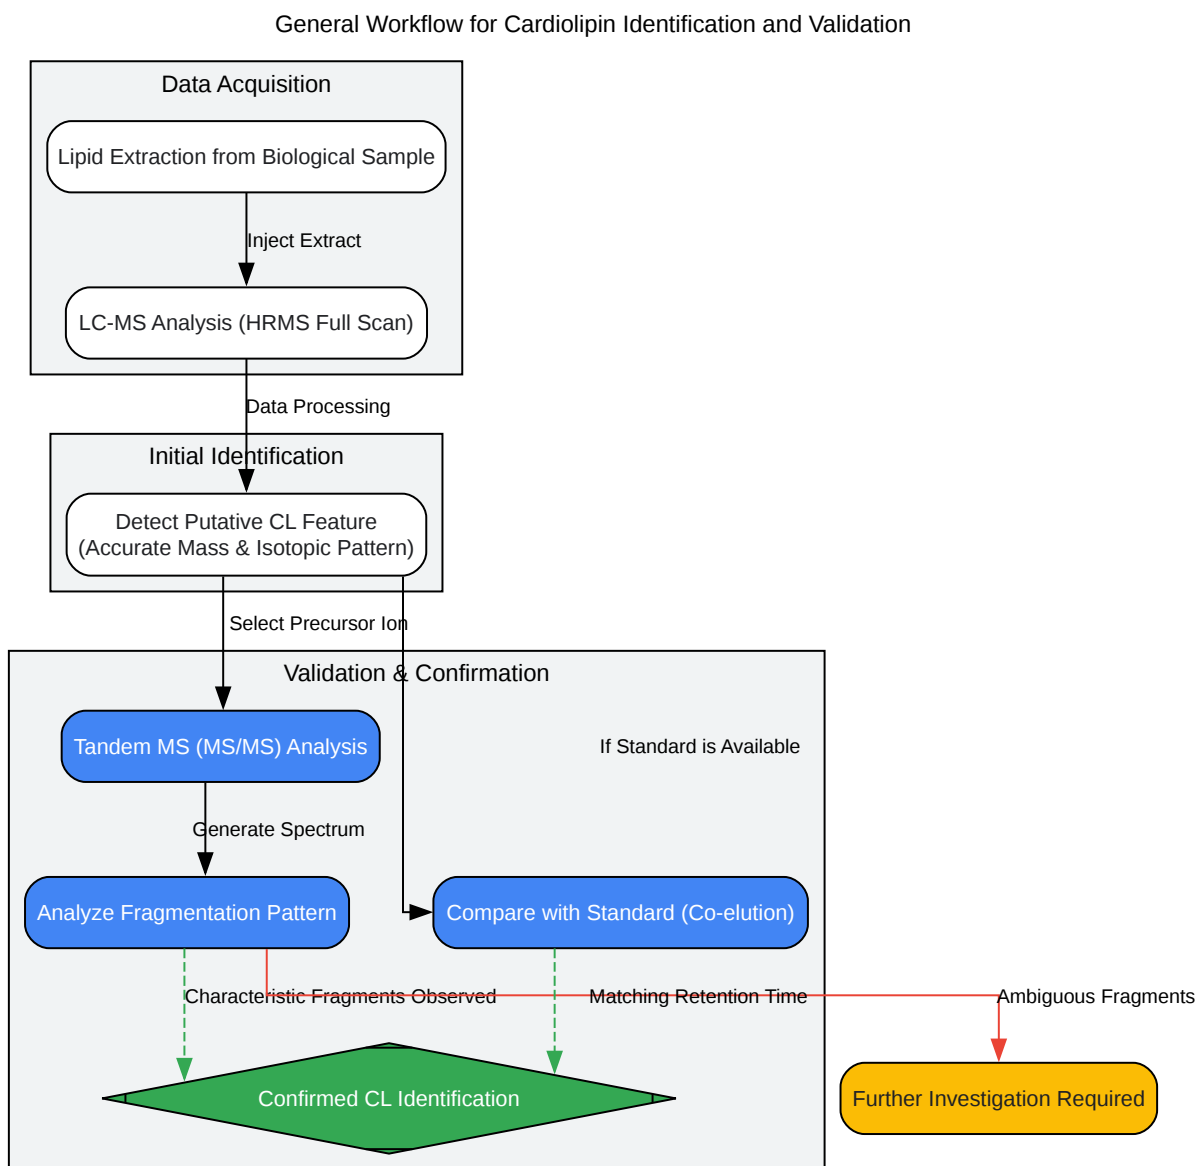 General Workflow for Cardiolipin Identification and Validation
Data Acquisition
Lipid Extraction from Biological Sample
Inject Extract
LC-MS Analysis (HRMS Full Scan)
Data Processing
Initial Identification
Detect Putative CL Feature
(Accurate Mass & Isotopic Pattern)
Select Precursor Ion
Validation & Confirmation
Tandem MS (MS/MS) Analysis
If Standard is Available
Generate Spectrum
Analyze Fragmentation Pattern
Compare with Standard (Co-elution)
Characteristic Fragments Observed
Matching Retention Time
Ambiguous Fragments
Confirmed CL Identification
Further Investigation Required